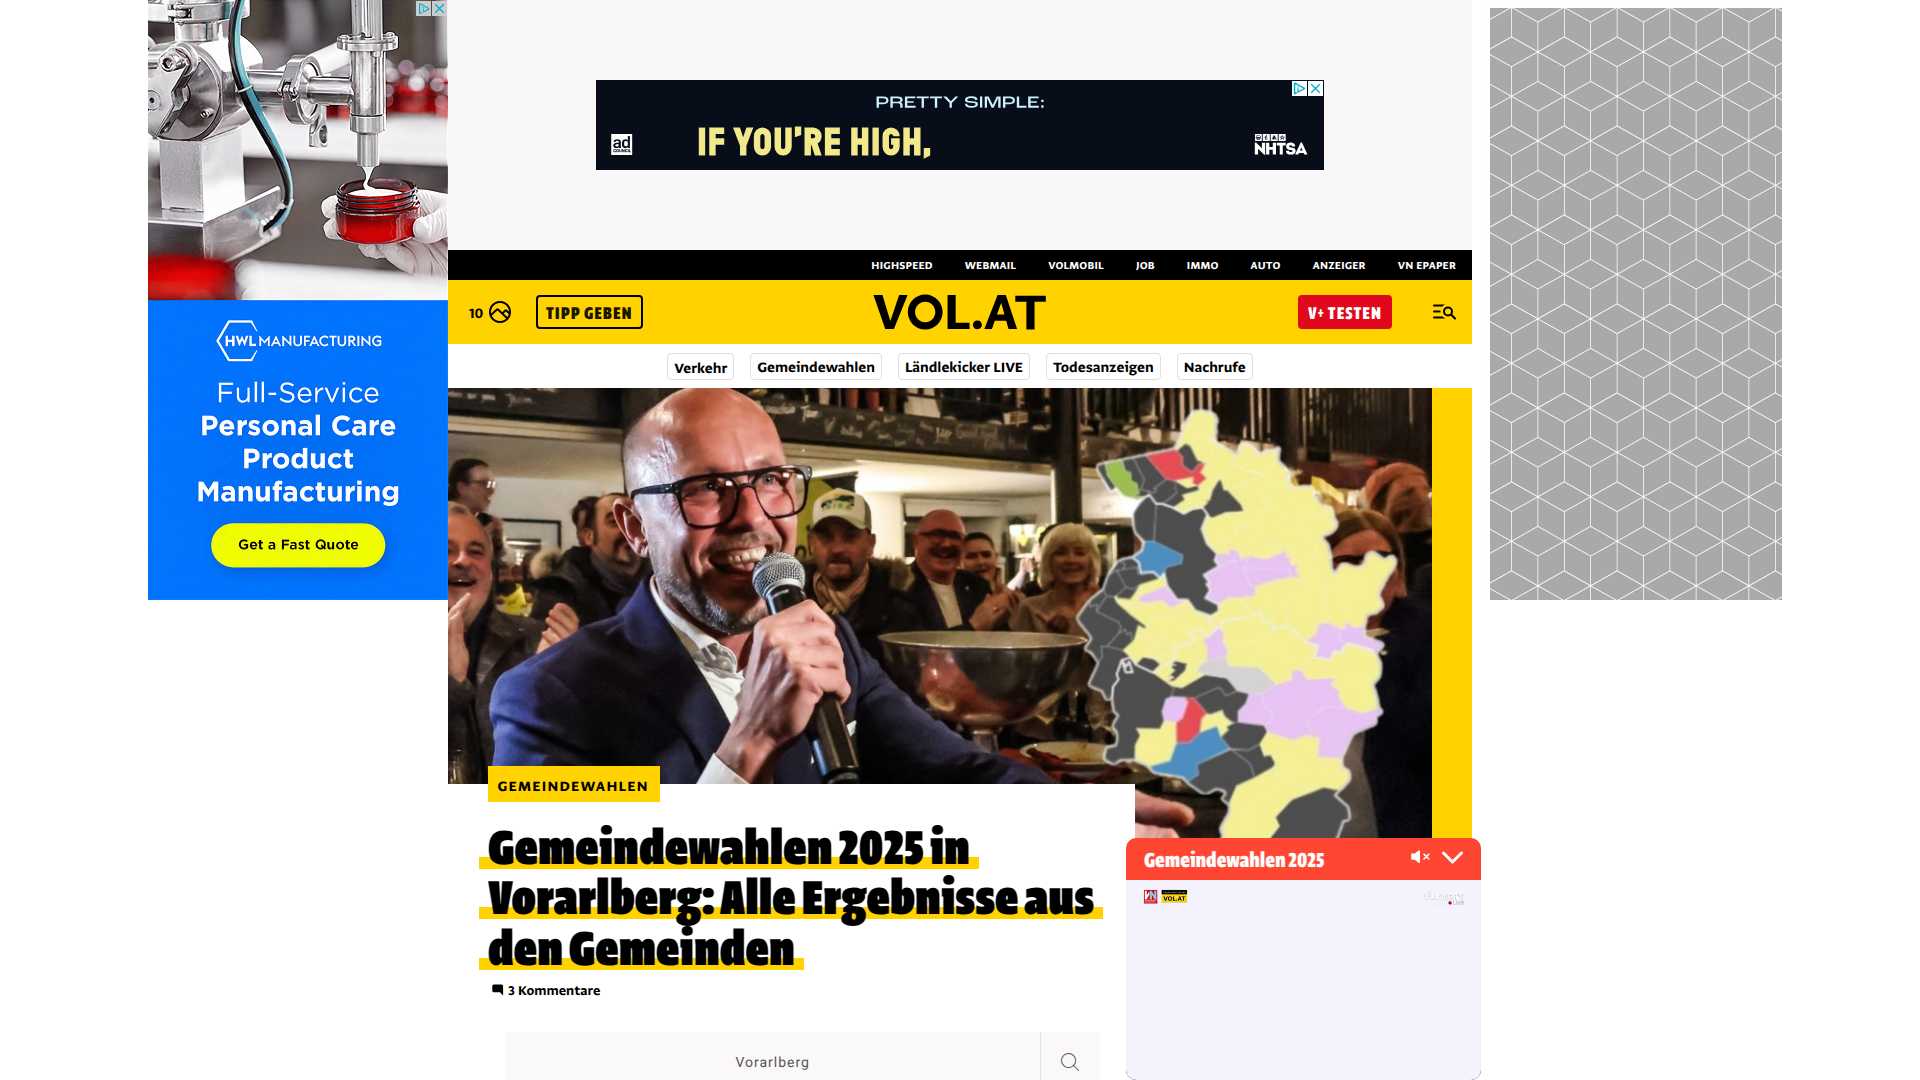 HWL MANUFACTURING
Full-Service
Personal Care
Product
Manufacturing
Get a Fast Quote
PRETTY SIMPLE:
IF YOU'RE HIGH,
ad
COUNCIL
NHTSA
HIGHSPEED WEBMAIL VOLMOBIL JOB IMMO AUTO ANZEIGER VN EPAPER
10 TIPP GEBEN VOL.AT V+ TESTEN
Verkehr Gemeindewahlen Ländlekicker LIVE Todesanzeigen Nachrufe
GEMEINDEWAHLEN
Gemeindewahlen 2025 in
Vorarlberg: Alle Ergebnisse aus
den Gemeinden
3 Kommentare
Vorarlberg
Gemeindewahlen 2025
VOL.AT
LIVE